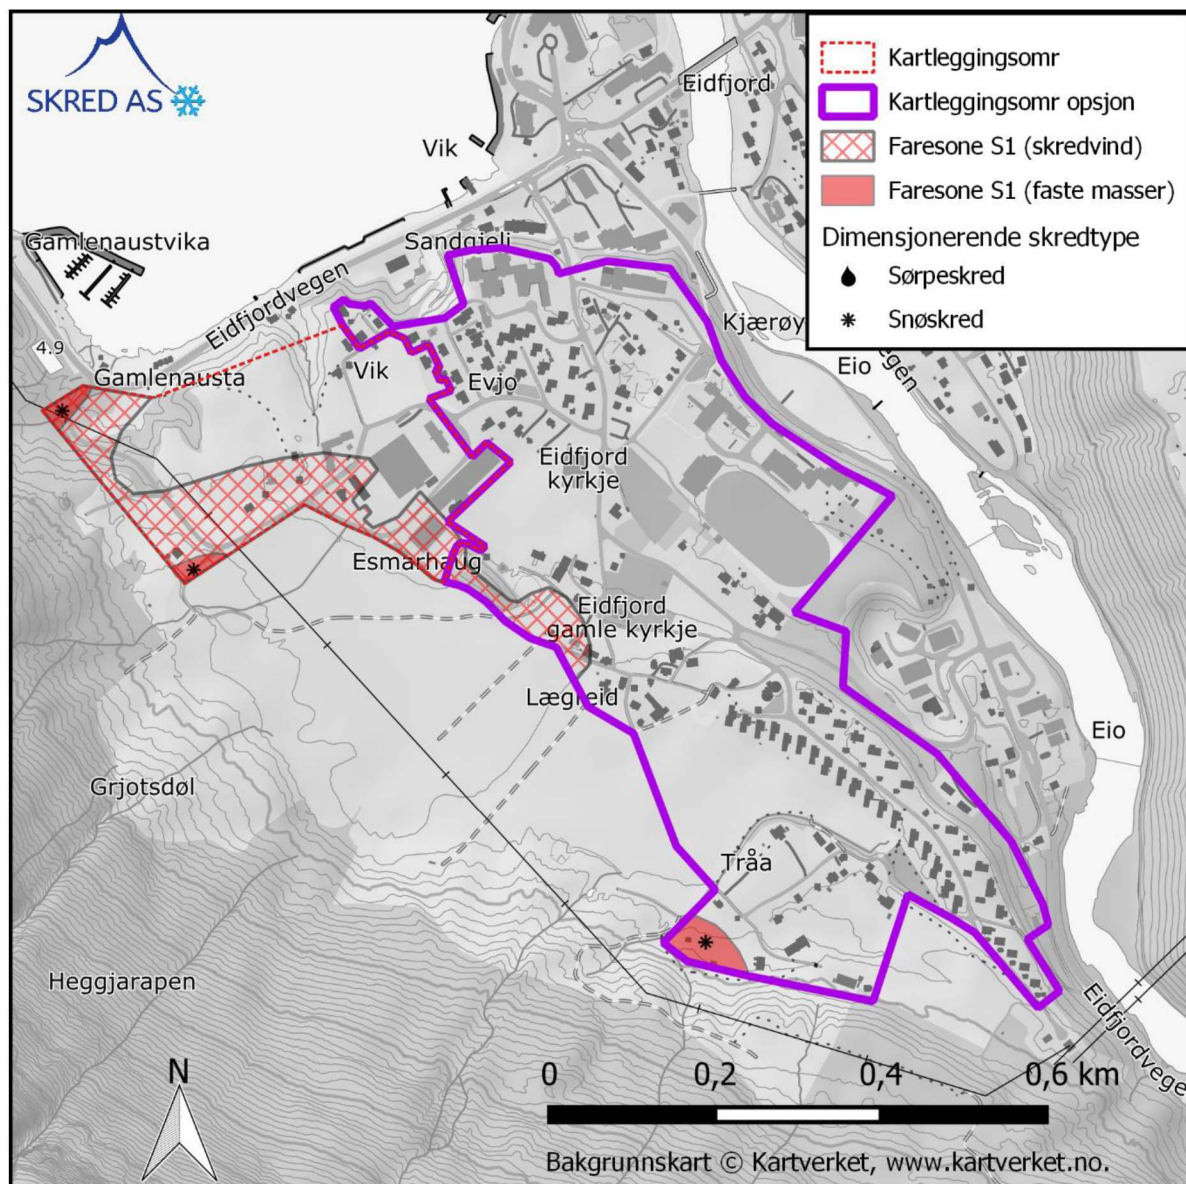 SKRED AS
Kartleggingsomr
Kartleggingsomr opsjon
Faresone S1 (skredvind)
Faresone S1 (faste masser)
Dimensjonerende skredtype
Sørpeskred
Snøskred
Eidfjord
Vik
Gamlenaustvika
Sandgjeli
Eidfjordvegen
Kjærøy
4.9
Gamlenausta
Vik
Evjo
Eio
vegen
Eidfjord
kyrkje
Esmarhaug
Eidfjord
gamle kyrkje
Lægreid
Eio
Grjotsdøl
Tråa
Heggjarapen
Eidfjordvege
N
0 0,2 0,4 0,6 km
Bakgrunnskart © Kartverket, www.kartverket.no.